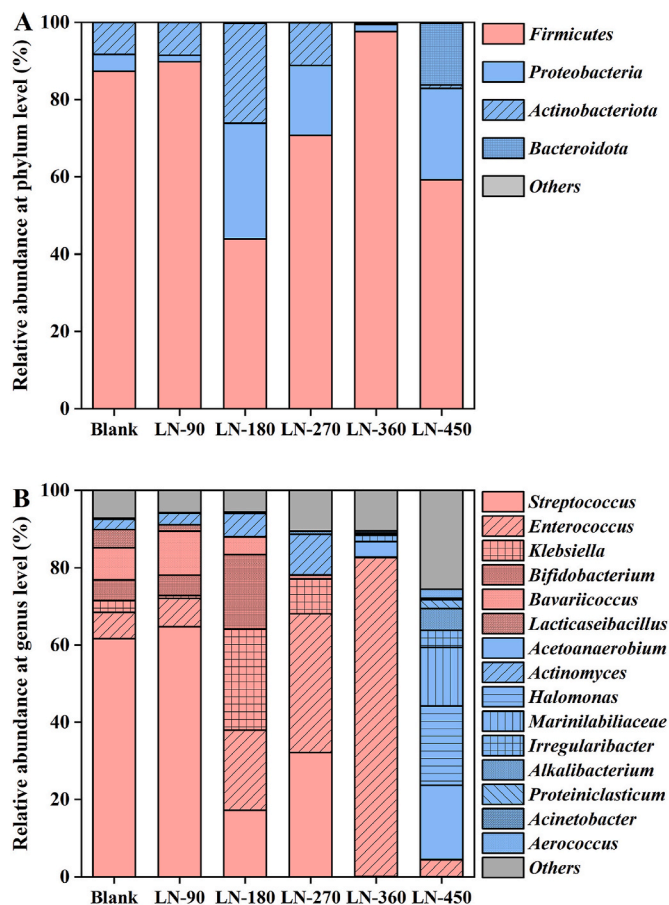 A
Relative abundance at phylum level (%)
100
80
60
40
20
0
Blank LN-90 LN-180 LN-270 LN-360 LN-450
Firmicutes
Proteobacteria
Actinobacteriota
Bacteroidota
Others
B
Relative abundance at genus level (%)
100
80
60
40
20
0
Blank LN-90 LN-180 LN-270 LN-360 LN-450
Streptococcus
Enterococcus
Klebsiella
Bifidobacterium
Bavariicoccus
Lacticaseibacillus
Acetoanaerobium
Actinomyces
Halomonas
Marinilabiliaceae
Irregularibacter
Alkalibacterium
Proteiniclasticum
Acinetobacter
Aerococcus
Others